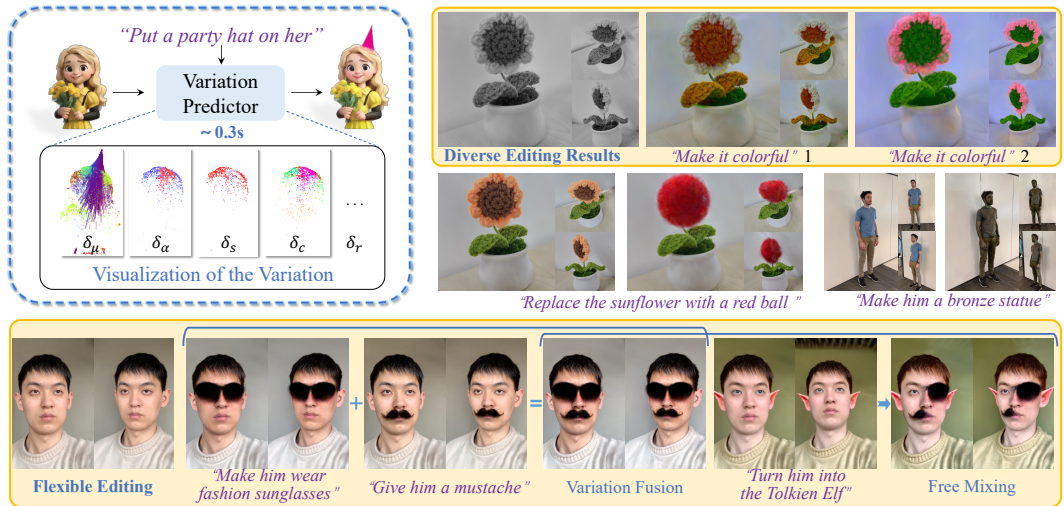 “Put a party hat on her”
Variation
Predictor
~ 0.3s
δμ
δα
δs
δc
δr
...
Visualization of the Variation
Diverse Editing Results
“Make it colorful” 1
“Make it colorful” 2
“Replace the sunflower with a red ball ”
“Make him a bronze statue”
+
=
Flexible Editing
“Make him wear
fashion sunglasses”
“Give him a mustache”
Variation Fusion
“Turn him into
the Tolkien Elf”
Free Mixing